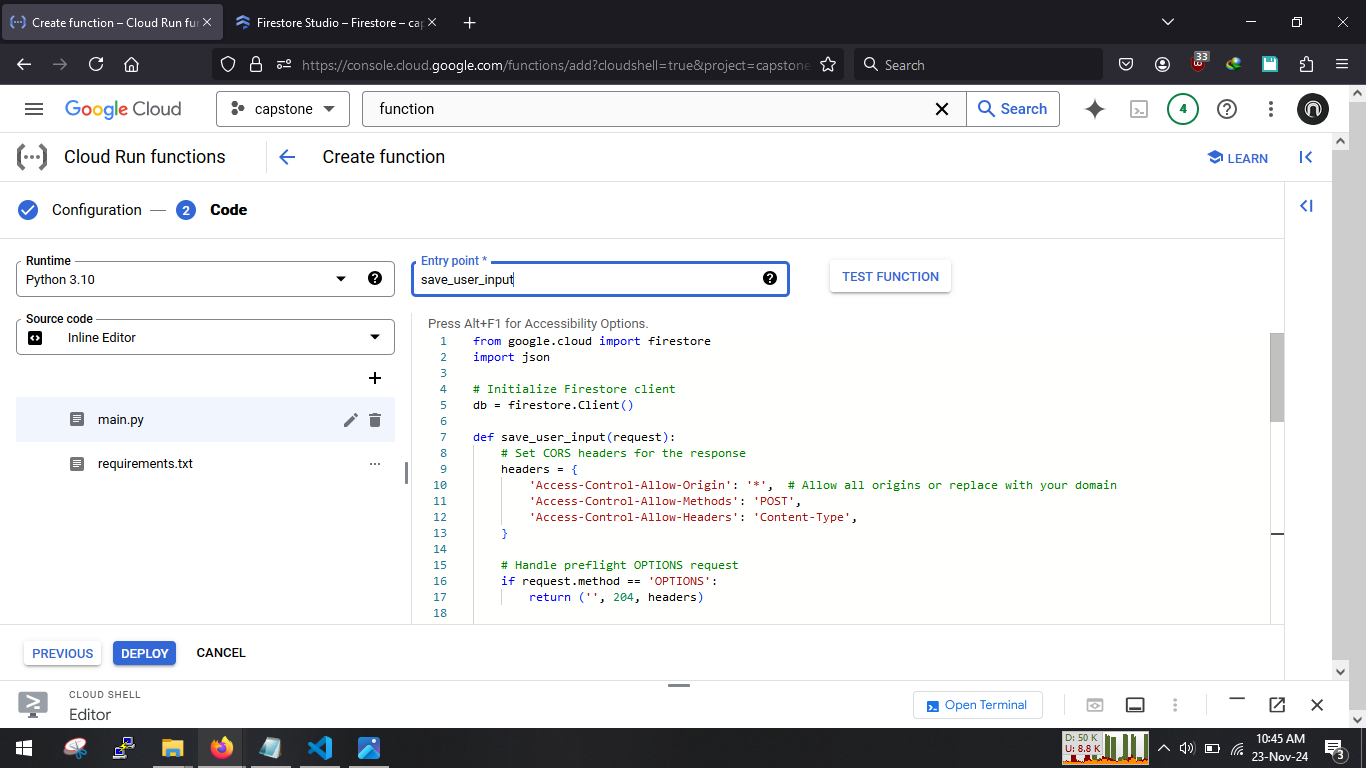 Create function – Cloud Run fu
Firestore Studio – Firestore – cap
https://console.cloud.google.com/functions/add?cloudshell=true&project=capstone
Search
33
Google Cloud
capstone
function
Search
4
Cloud Run functions
Create function
LEARN
Configuration
2
Code
Runtime
Python 3.10
Entry point *
save_user_input
TEST FUNCTION
Source code
Inline Editor
main.py
requirements.txt
Press Alt+F1 for Accessibility Options.
1 from google.cloud import firestore
2 import json
3
4 # Initialize Firestore client
5 db = firestore.Client()
6
7 def save_user_input(request):
8 # Set CORS headers for the response
9 headers = {
10 'Access-Control-Allow-Origin': '*',  # Allow all origins or replace with your domain
11 'Access-Control-Allow-Methods': 'POST',
12 'Access-Control-Allow-Headers': 'Content-Type',
13 }
14
15 # Handle preflight OPTIONS request
16 if request.method == 'OPTIONS':
17 return ('', 204, headers)
18
PREVIOUS
DEPLOY
CANCEL
CLOUD SHELL
Editor
Open Terminal
D: 50 K
U: 8.8 K
10:45 AM
23-Nov-24
3